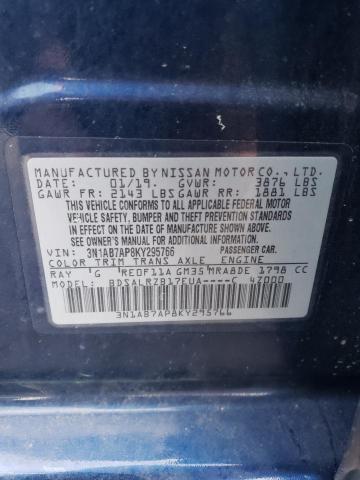 MANUFACTURED BY NISSAN MOTOR CO., LTD.
DATE: 01/19. GVWR: 3876 LBS
GAWR FR: 2143 LBS GAWR RR: 1881 LBS
THIS VEHICLE CONFORMS TO ALL APPLICABLE FEDERAL MOTOR
VEHICLE SAFETY, BUMPER AND THEFT PREVENTION STANDARDS
IN EFFECT ON THE DATE OF MANUFACTURE SHOWN ABOVE.
SEE OWNER'S MANUAL FOR ADDITIONAL INFORMATION
VIN: 3N1AB7AP8KY295766 PASSENGER CAR.
COLOR TRIM TRANS AXLE ENGINE
RAY G RE0F11A GM35 MRA8DE 1798 CC
MODEL: BDSALRZB17EUA----C 4Z000
3N1AB7AP8KY295766